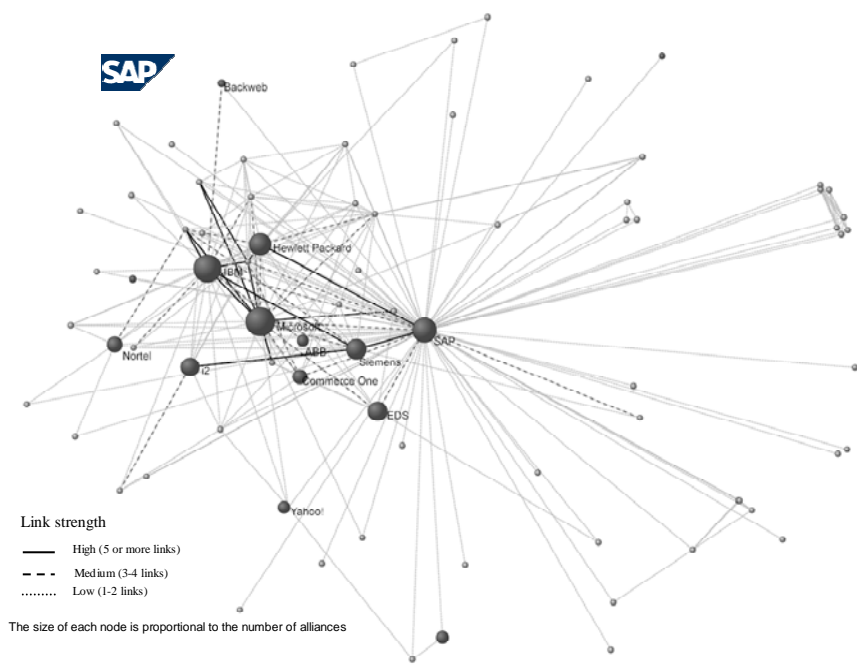 SAP
Backweb
Hewlett Packard
IBM
Microsoft
SAP
Nortel
ABB
Siemens
i2
Commerce One
EDS
Yahoo!
Link strength
High (5 or more links)
Medium (3-4 links)
Low (1-2 links)
The size of each node is proportional to the number of alliances